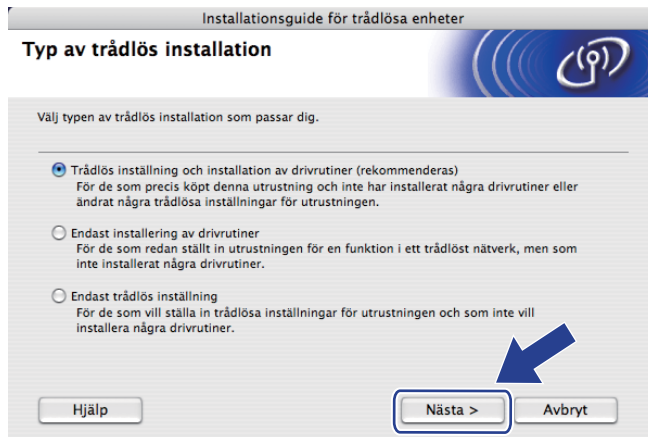 Installationsguide för trådlösa enheter
Typ av trådlös installation
Välj typen av trådlös installation som passar dig.
Trådlös inställning och installation av drivrutiner (rekommenderas)
För de som precis köpt denna utrustning och inte har installerat några drivrutiner eller
ändrat några trådlösa inställningar för utrustningen.
Endast installering av drivrutiner
För de som redan ställt in utrustningen för en funktion i ett trådlöst nätverk, men som
inte installerat några drivrutiner.
Endast trådlös inställning
För de som vill ställa in trådlösa inställningar för utrustningen och som inte vill
installera några drivrutiner.
Hjälp
Nästa >
Avbryt